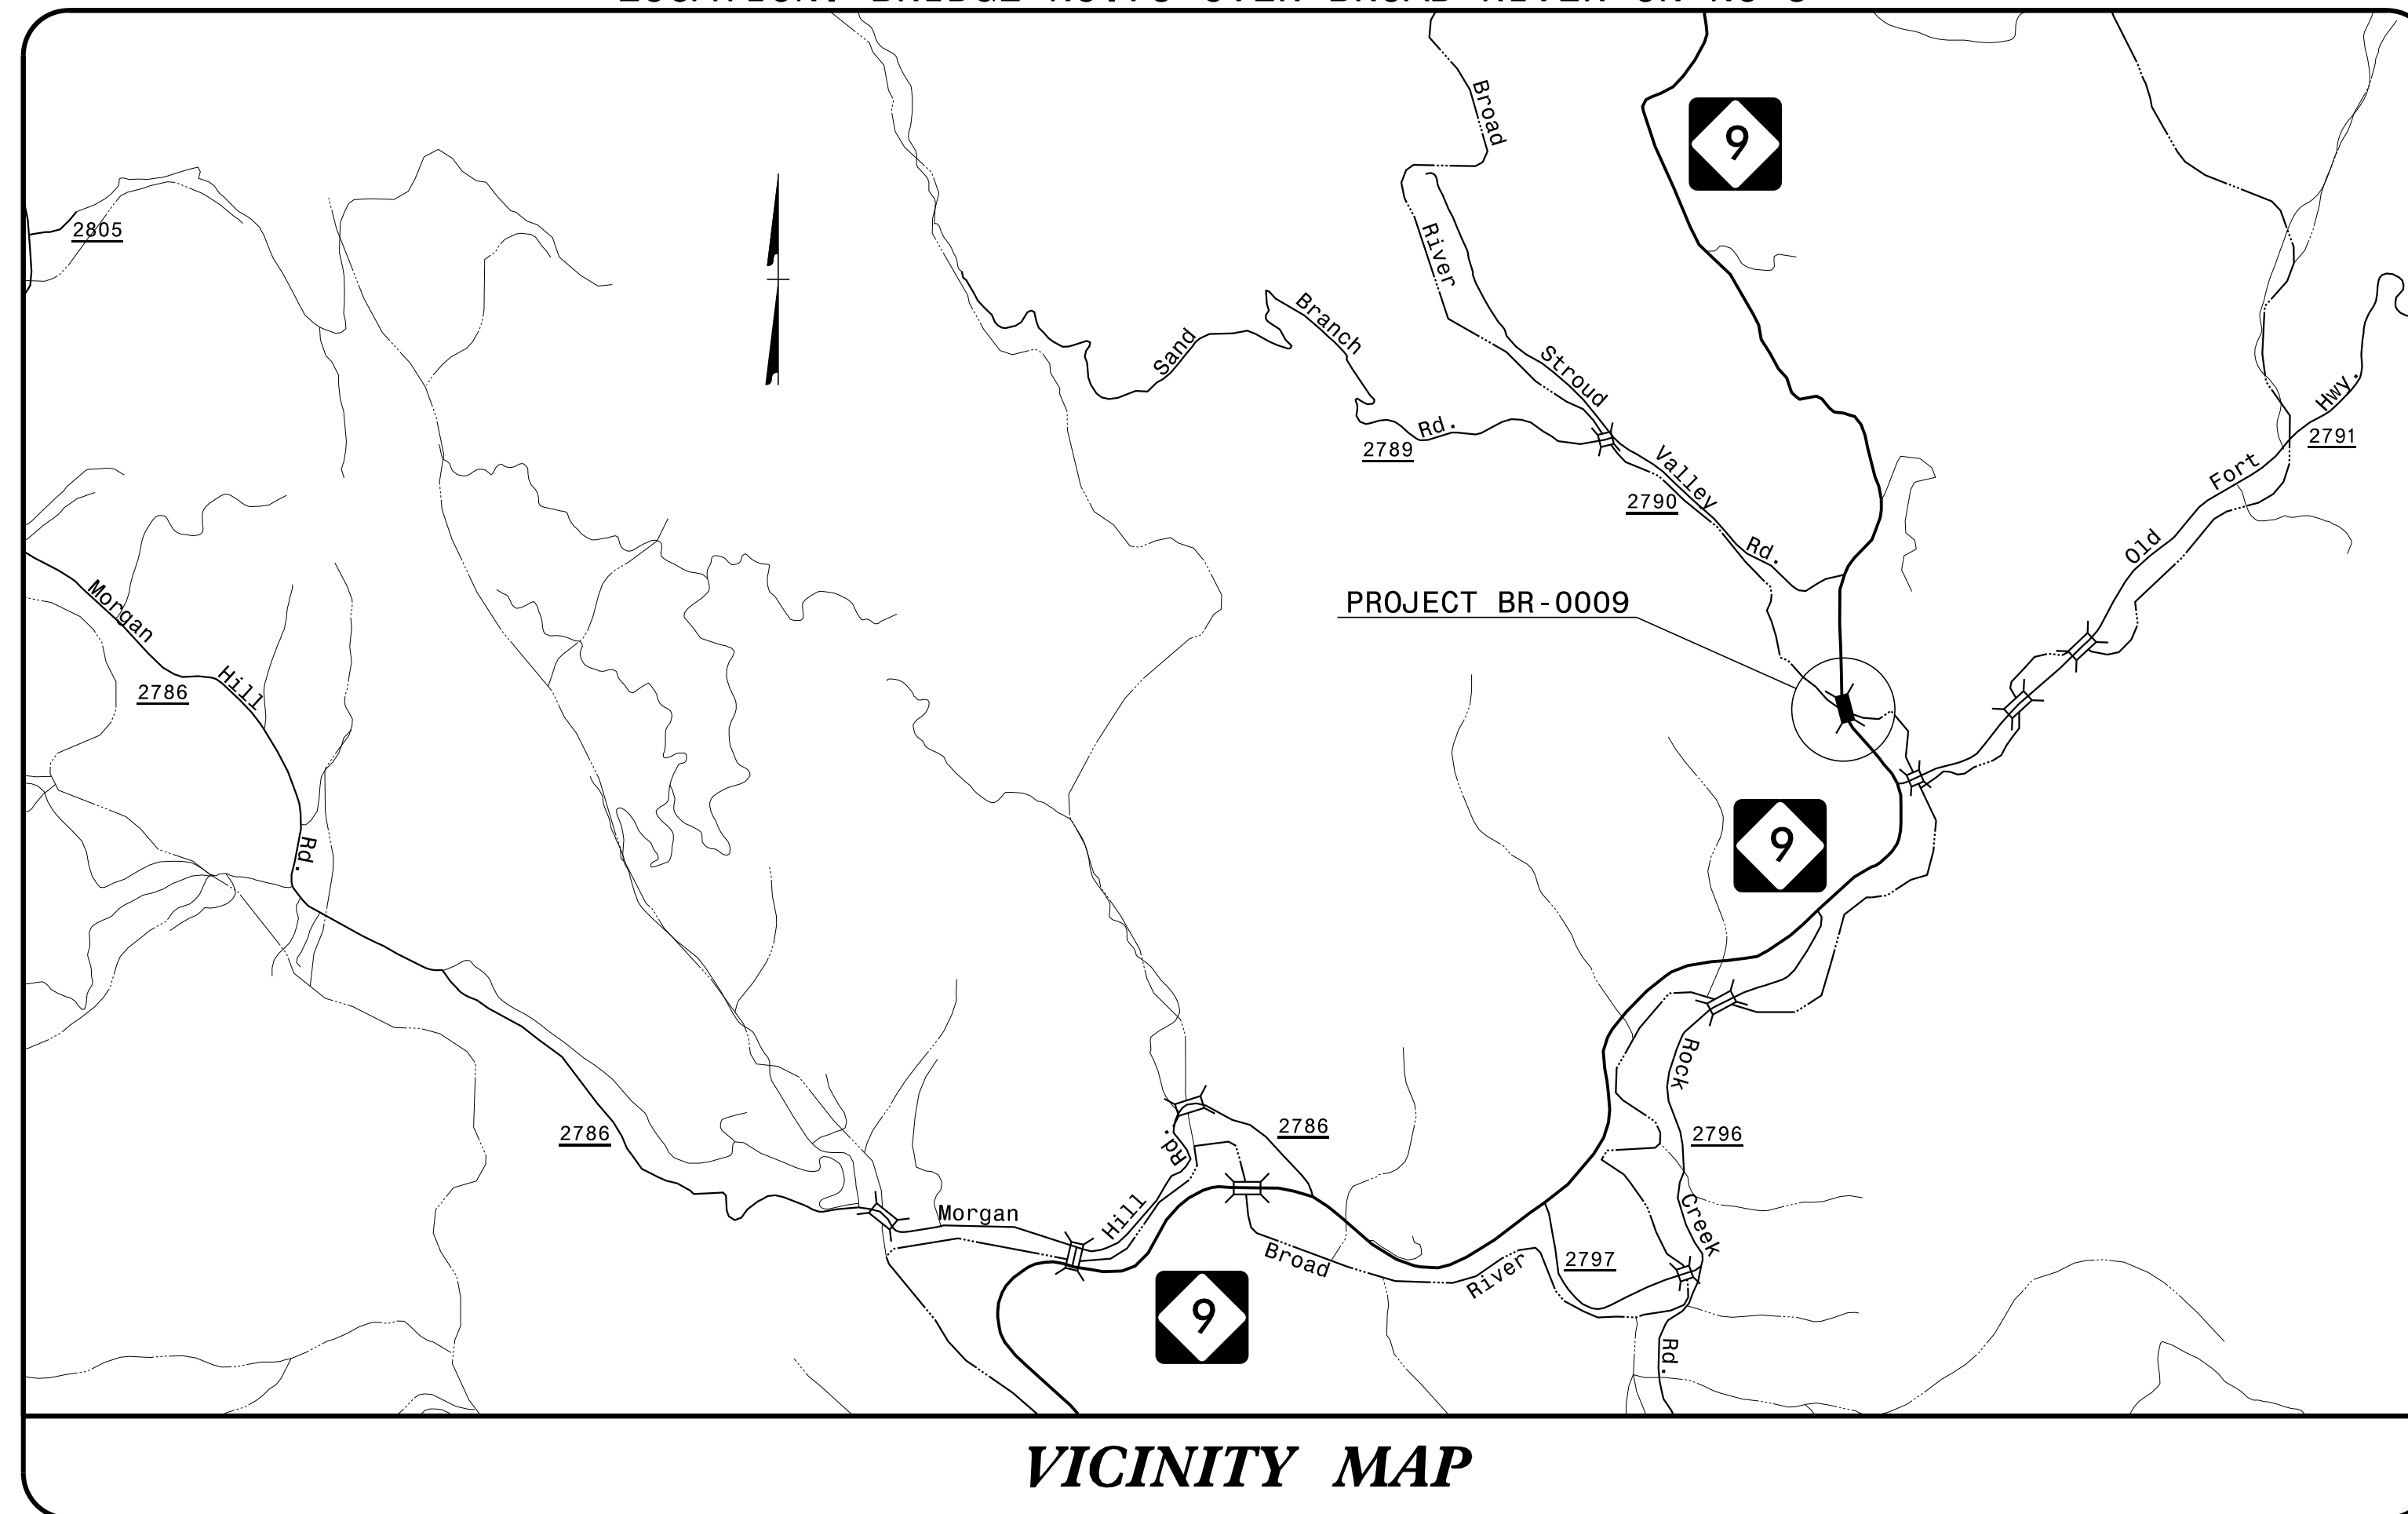 Broad
9
2805
River
Branch
Sand
Stroud
Hwy.
Rd.
2789
2791
Valley
Fort
2790
Old
Rd.
Morgan
PROJECT BR-0009
Hill
2786
9
Rd.
Rock
2786
2786
2796
Rd.
Morgan
Hill
Creek
Broad
River
2797
9
Rd.
VICINITY MAP